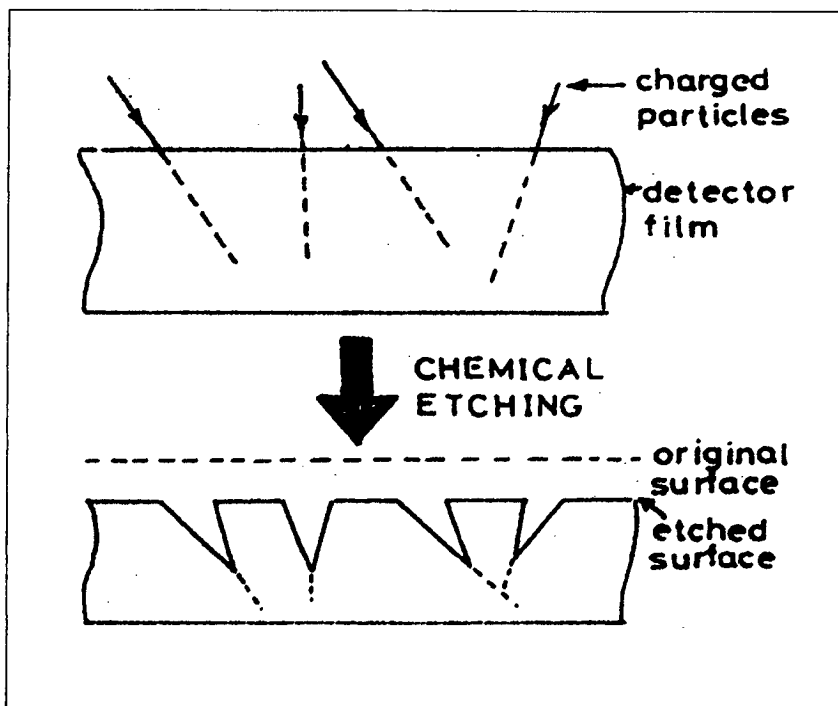 charged
particles
detector
film
CHEMICAL
ETCHING
original
surface
etched
surface